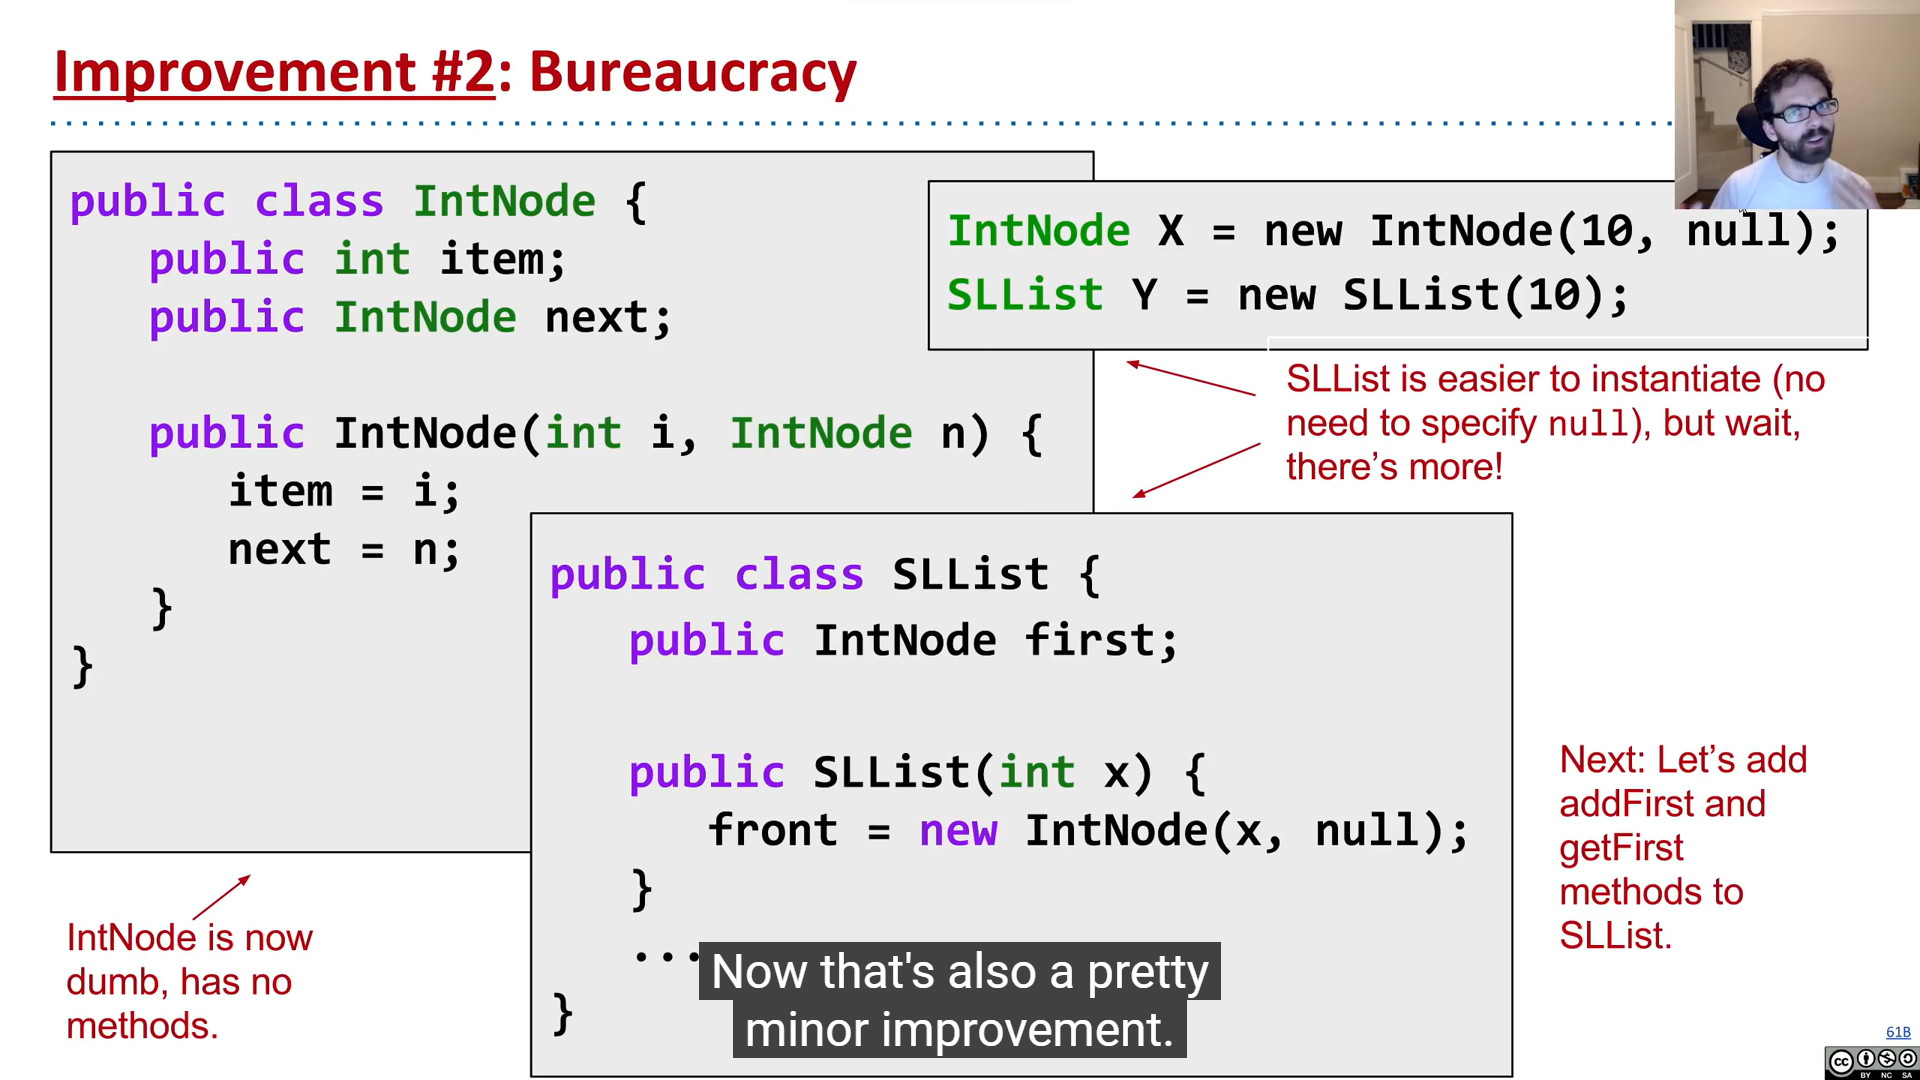 Improvement #2: Bureaucracy
public class IntNode {
public int item;
public IntNode next;
public IntNode(int i, IntNode n) {
item = i;
next = n;
}
}
IntNode X = new IntNode(10, null);
SLList Y = new SLList(10);
SLList is easier to instantiate (no
need to specify null), but wait,
there's more!
public class SLList {
public IntNode first;
public SLList(int x) {
front = new IntNode(x, null);
}
...
}
Next: Let's add
addFirst and
getFirst
methods to
SLList.
IntNode is now
dumb, has no
methods.
Now that's also a pretty
minor improvement.
61B
cc
BY NC SA